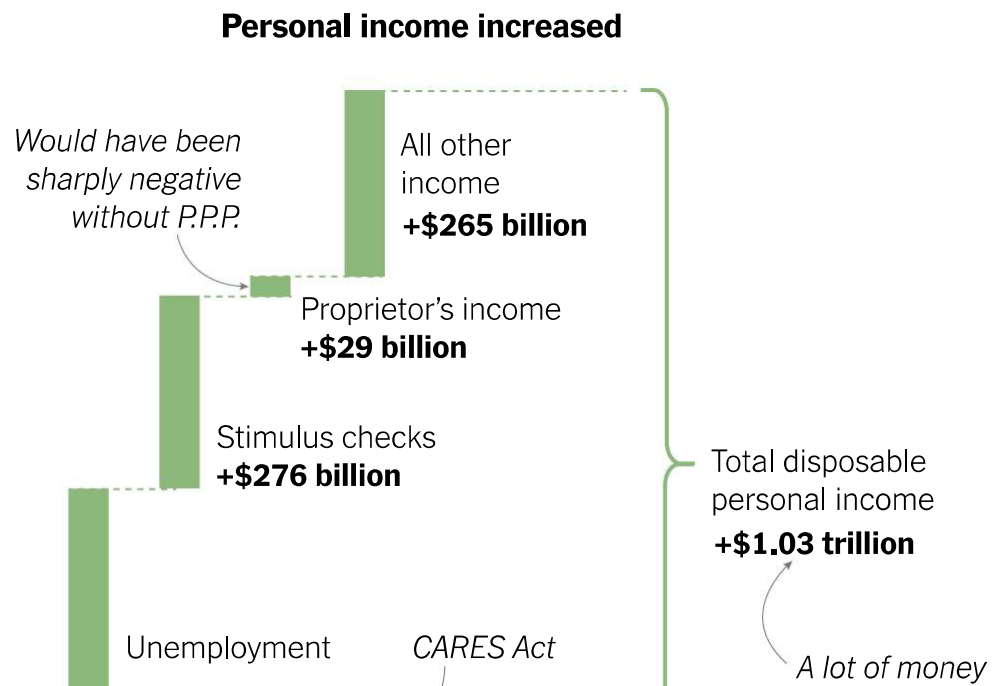 Personal income increased
Would have been
sharply negative
without P.P.P.
All other
income
+$265 billion
Proprietor’s income
+$29 billion
Stimulus checks
+$276 billion
Total disposable
personal income
+$1.03 trillion
Unemployment
CARES Act
A lot of money